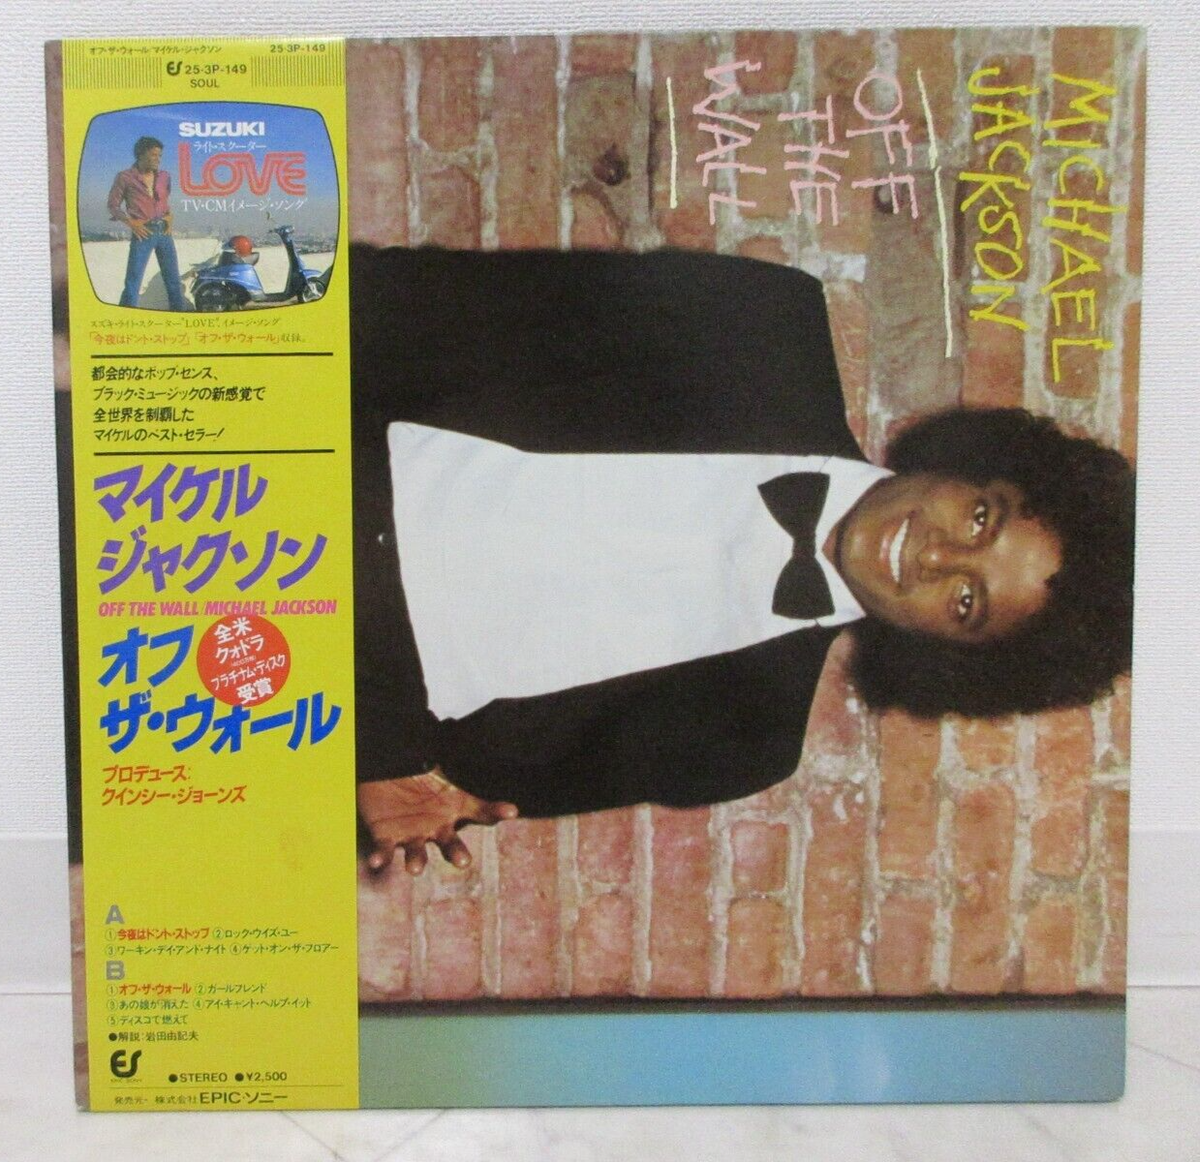 オフ・ザ・ウォール/マイケル・ジャクソン 25·3P-149
ES 25·3P-149
SOUL
SUZUKI
ライト・スクーター
LOVE
TV・CMイメージ・ソング
スズキ・ライト・スクーター"LOVE"イメージ・ソング
「今夜はドント・ストップ」「オフ・ザ・ウォール」収録。
都会的なポップ・センス、
ブラック・ミュージックの新感覚で
全世界を制覇した
マイケルのベスト・セラー!
マイケル
ジャクソン
OFF THE WALL/MICHAEL JACKSON
オフ
ザ・ウォール
全米
クォドラ
(400万枚)
プラチナム・ディスク
受賞
プロデュース:
クインシー・ジョーンズ
A
①今夜はドント・ストップ ②ロック・ウイズ・ユー
③ワーキン・デイ・アンド・ナイト ④ゲット・オン・ザ・フロアー
B
①オフ・ザ・ウォール ②ガールフレンド
③あの娘が消えた ④アイ・キャント・ヘルプ・イット
⑤ディスコで燃えて
●解説:岩田由記夫
ES
EPIC SONY
●STEREO ●¥2,500
発売元・株式会社EPIC・ソニー
MICHAEL
JACKSON
OFF
THE
WALL